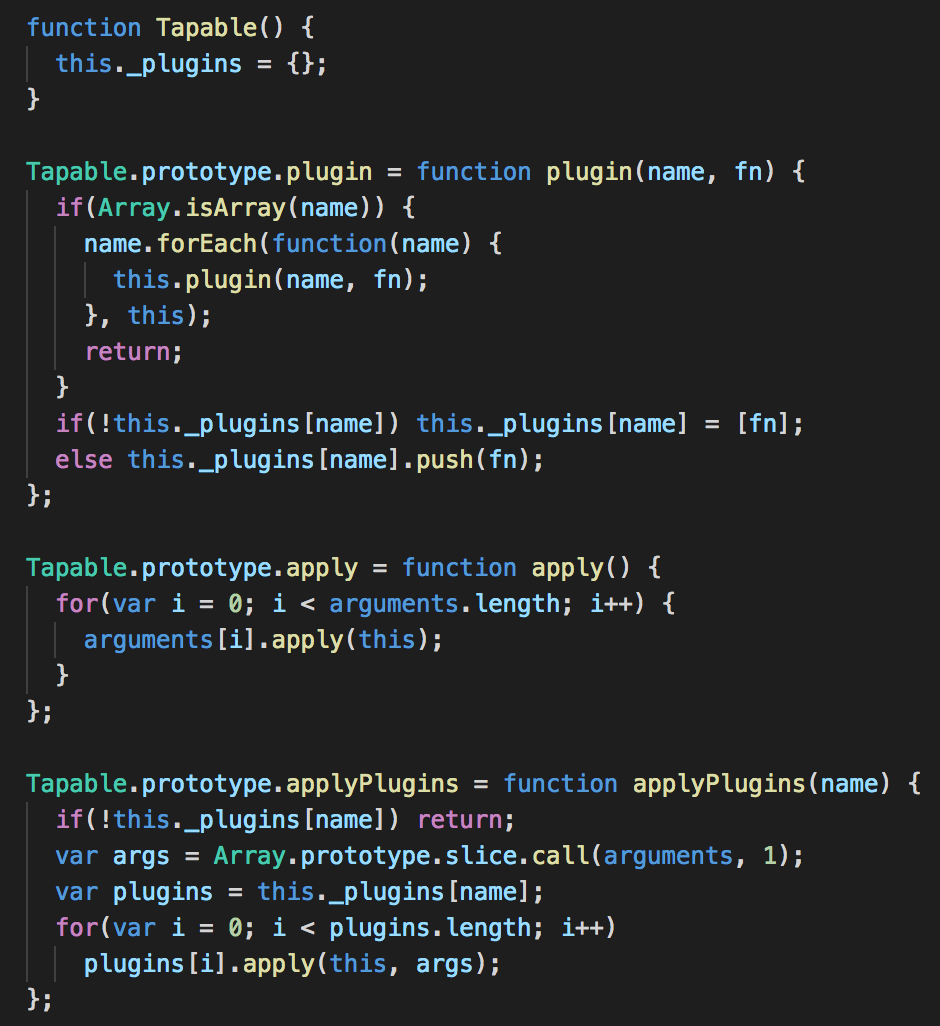 function Tapable() {
  this._plugins = {};
}

Tapable.prototype.plugin = function plugin(name, fn) {
  if(Array.isArray(name)) {
    name.forEach(function(name) {
      this.plugin(name, fn);
    }, this);
    return;
  }
  if(!this._plugins[name]) this._plugins[name] = [fn];
  else this._plugins[name].push(fn);
};

Tapable.prototype.apply = function apply() {
  for(var i = 0; i < arguments.length; i++) {
    arguments[i].apply(this);
  }
};

Tapable.prototype.applyPlugins = function applyPlugins(name) {
  if(!this._plugins[name]) return;
  var args = Array.prototype.slice.call(arguments, 1);
  var plugins = this._plugins[name];
  for(var i = 0; i < plugins.length; i++)
    plugins[i].apply(this, args);
};